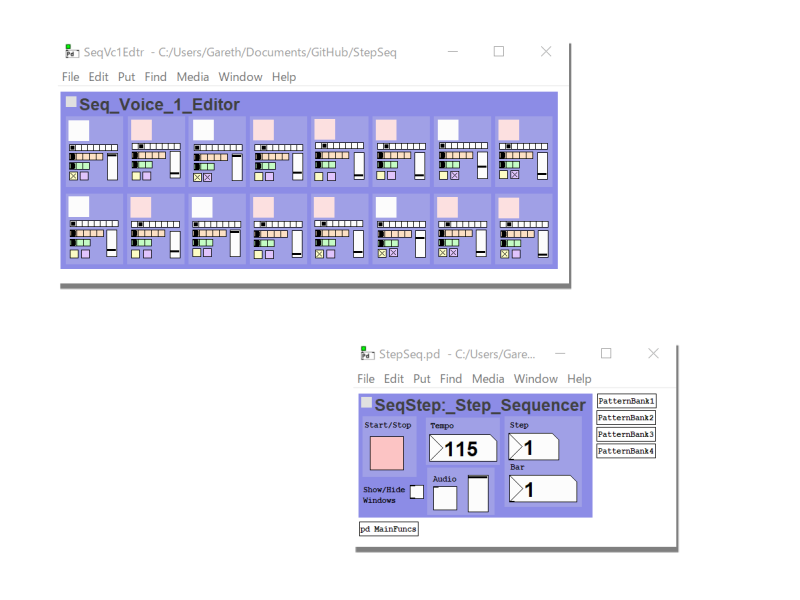 SeqVc1Edtr - C:/Users/Gareth/Documents/GitHub/StepSeq
File Edit Put Find Media Window Help
Seq_Voice_1_Editor
StepSeq.pd - C:/Users/Gare...
File Edit Put Find Media Window Help
SeqStep:_Step_Sequencer
PatternBank1
PatternBank2
PatternBank3
PatternBank4
Start/Stop
Tempo
115
Step
1
Bar
1
Show/Hide
Windows
Audio
pd MainFuncs